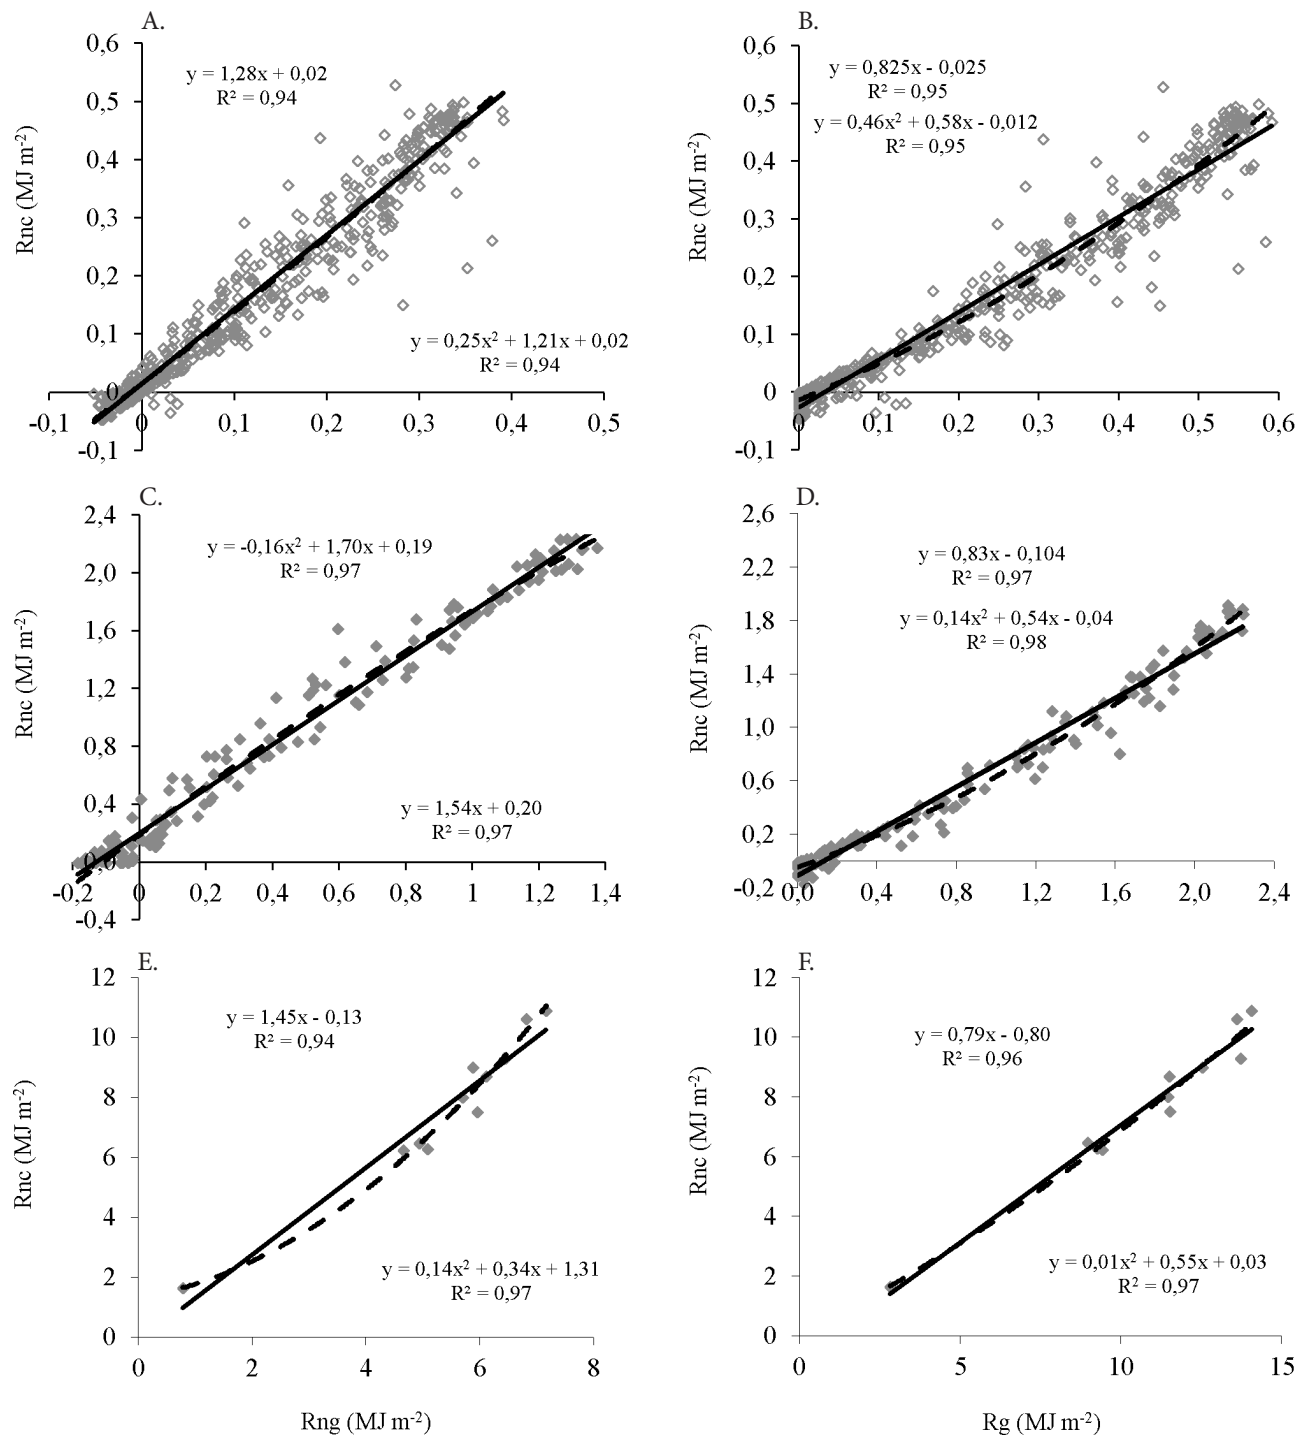 A.
0,6
0,5
0,4
0,3
0,2
0,1
0
-0,1
-0,1
0
0,1
0,2
0,3
0,4
0,5
Rnc (MJ m⁻²)
y = 1,28x + 0,02
R² = 0,94
y = 0,25x² + 1,21x + 0,02
R² = 0,94
B.
0,6
0,5
0,4
0,3
0,2
0,1
0
-0,1
0
0,1
0,2
0,3
0,4
0,5
0,6
Rnc (MJ m⁻²)
y = 0,825x - 0,025
R² = 0,95
y = 0,46x² + 0,58x - 0,012
R² = 0,95
C.
2,4
2,0
1,6
1,2
0,8
0,4
0,0
-0,4
-0,2
0
0,2
0,4
0,6
0,8
1
1,2
1,4
Rnc (MJ m⁻²)
y = -0,16x² + 1,70x + 0,19
R² = 0,97
y = 1,54x + 0,20
R² = 0,97
D.
2,6
2,2
1,8
1,4
1,0
0,6
0,2
-0,2
0,0
0,4
0,8
1,2
1,6
2,0
2,4
Rnc (MJ m⁻²)
y = 0,83x - 0,104
R² = 0,97
y = 0,14x² + 0,54x - 0,04
R² = 0,98
E.
12
10
8
6
4
2
0
0
2
4
6
8
Rnc (MJ m⁻²)
y = 1,45x - 0,13
R² = 0,94
y = 0,14x² + 0,34x + 1,31
R² = 0,97
Rng (MJ m⁻²)
F.
12
10
8
6
4
2
0
0
5
10
15
Rnc (MJ m⁻²)
y = 0,79x - 0,80
R² = 0,96
y = 0,01x² + 0,55x + 0,03
R² = 0,97
Rg (MJ m⁻²)